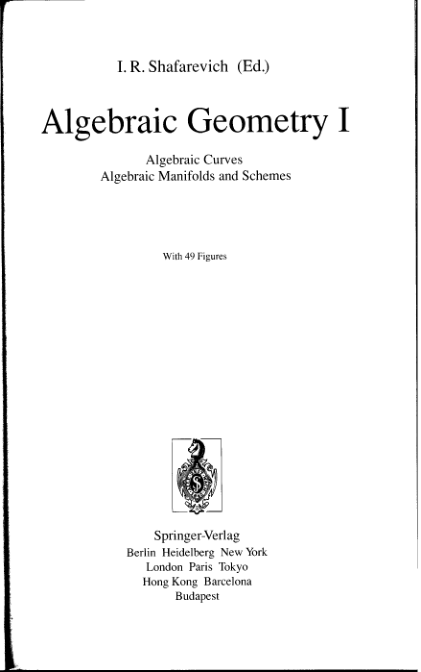 I. R. Shafarevich (Ed.)
Algebraic Geometry I
Algebraic Curves
Algebraic Manifolds and Schemes
With 49 Figures
Springer-Verlag
Berlin Heidelberg New York
London Paris Tokyo
Hong Kong Barcelona
Budapest